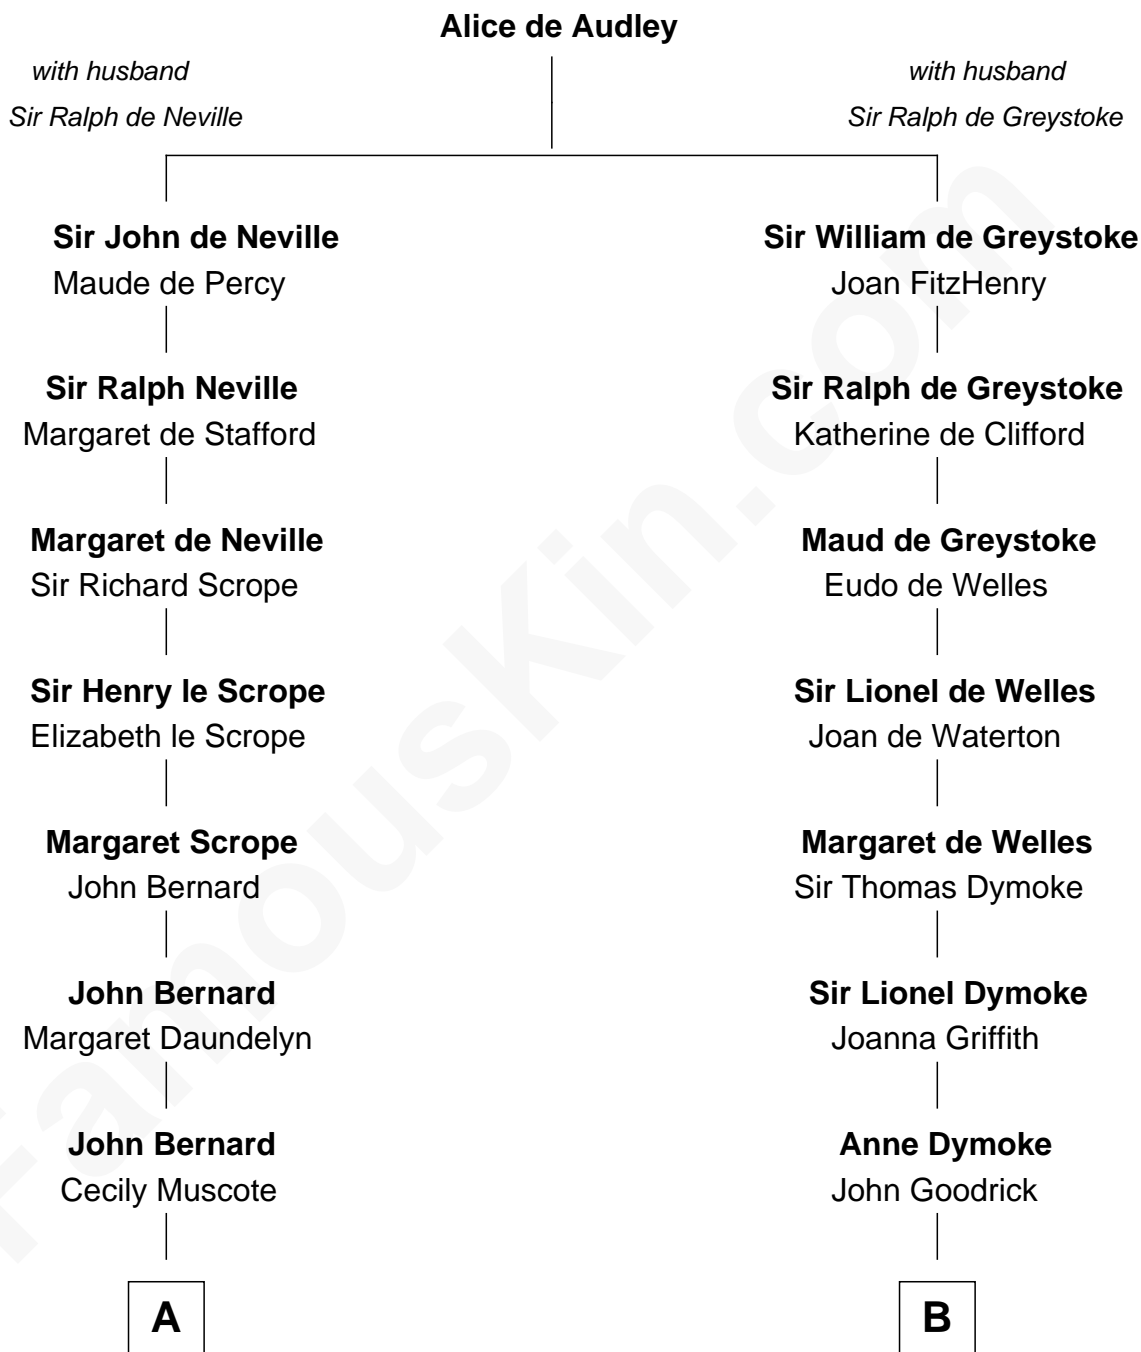 Alice de Audley
with husband
Sir Ralph de Neville
with husband
Sir Ralph de Greystoke
Sir John de Neville
Maude de Percy
Sir William de Greystoke
Joan FitzHenry
Sir Ralph Neville
Margaret de Stafford
Sir Ralph de Greystoke
Katherine de Clifford
Margaret de Neville
Sir Richard Scrope
Maud de Greystoke
Eudo de Welles
Sir Henry le Scrope
Elizabeth le Scrope
Sir Lionel de Welles
Joan de Waterton
Margaret Scrope
John Bernard
Margaret de Welles
Sir Thomas Dymoke
John Bernard
Margaret Daundelyn
Sir Lionel Dymoke
Joanna Griffith
John Bernard
Cecily Muscote
Anne Dymoke
John Goodrick
A
B
FamousKin.com